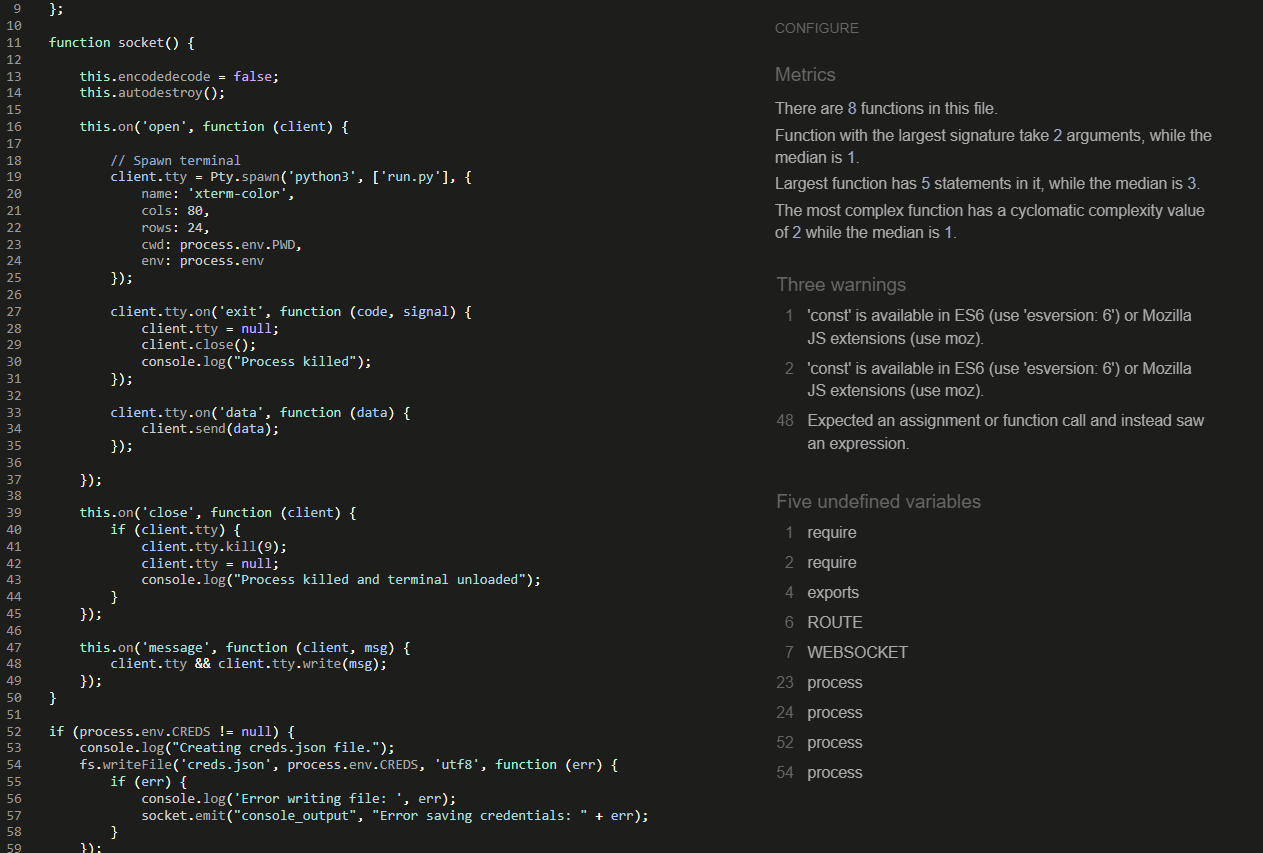 9 };
10
11 function socket() {
12
13 this.encodedecode = false;
14 this.autodestroy();
15
16 this.on('open', function (client) {
17
18 // Spawn terminal
19 client.tty = Pty.spawn('python3', ['run.py'], {
20 name: 'xterm-color',
21 cols: 80,
22 rows: 24,
23 cwd: process.env.PWD,
24 env: process.env
25 });
26
27 client.tty.on('exit', function (code, signal) {
28 client.tty = null;
29 client.close();
30 console.log("Process killed");
31 });
32
33 client.tty.on('data', function (data) {
34 client.send(data);
35 });
36
37 });
38
39 this.on('close', function (client) {
40 if (client.tty) {
41 client.tty.kill(9);
42 client.tty = null;
43 console.log("Process killed and terminal unloaded");
44 }
45 });
46
47 this.on('message', function (client, msg) {
48 client.tty && client.tty.write(msg);
49 });
50 }
51
52 if (process.env.CREDS != null) {
53 console.log("Creating creds.json file.");
54 fs.writeFile('creds.json', process.env.CREDS, 'utf8', function (err) {
55 if (err) {
56 console.log('Error writing file: ', err);
57 socket.emit("console_output", "Error saving credentials: " + err);
58 }
59 });
CONFIGURE
Metrics
There are 8 functions in this file.
Function with the largest signature take 2 arguments, while the
median is 1.
Largest function has 5 statements in it, while the median is 3.
The most complex function has a cyclomatic complexity value
of 2 while the median is 1.
Three warnings
1 'const' is available in ES6 (use 'esversion: 6') or Mozilla
JS extensions (use moz).
2 'const' is available in ES6 (use 'esversion: 6') or Mozilla
JS extensions (use moz).
48 Expected an assignment or function call and instead saw
an expression.
Five undefined variables
1 require
2 require
4 exports
6 ROUTE
7 WEBSOCKET
23 process
24 process
52 process
54 process